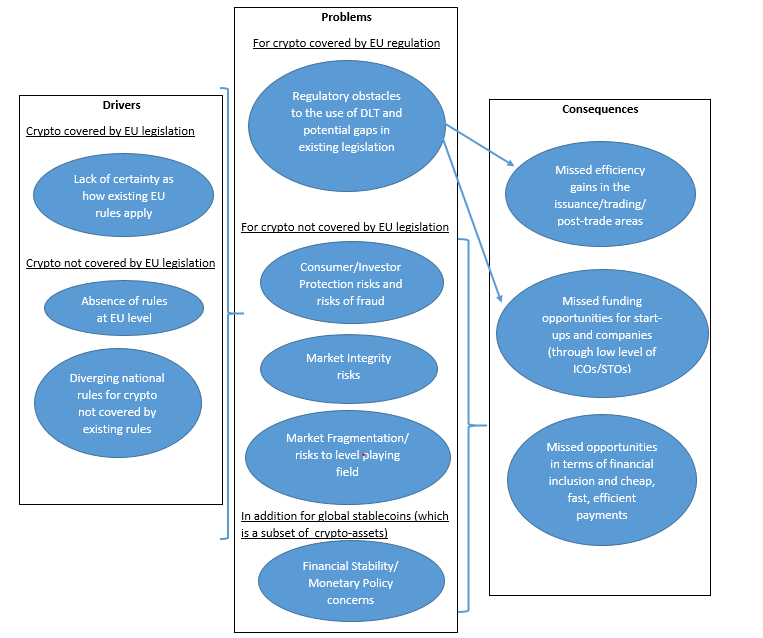 Drivers
Crypto covered by EU legislation
Lack of certainty as
how existing EU
rules apply
Crypto not covered by EU legislation
Absence of rules
at EU level
Diverging national
rules for crypto
not covered by
existing rules
Problems
For crypto covered by EU regulation
Regulatory obstacles
to the use of DLT and
potential gaps in
existing legislation
For crypto not covered by EU legislation
Consumer/Investor
Protection risks and
risks of fraud
Market Integrity
risks
Market Fragmentation/
risks to level playing
field
In addition for global stablecoins (which
is a subset of crypto-assets)
Financial Stability/
Monetary Policy
concerns
Consequences
Missed efficiency
gains in the
issuance/trading/
post-trade areas
Missed funding
opportunities for start-
ups and companies
(through low level of
ICOs/STOs)
Missed opportunities
in terms of financial
inclusion and cheap,
fast, efficient
payments